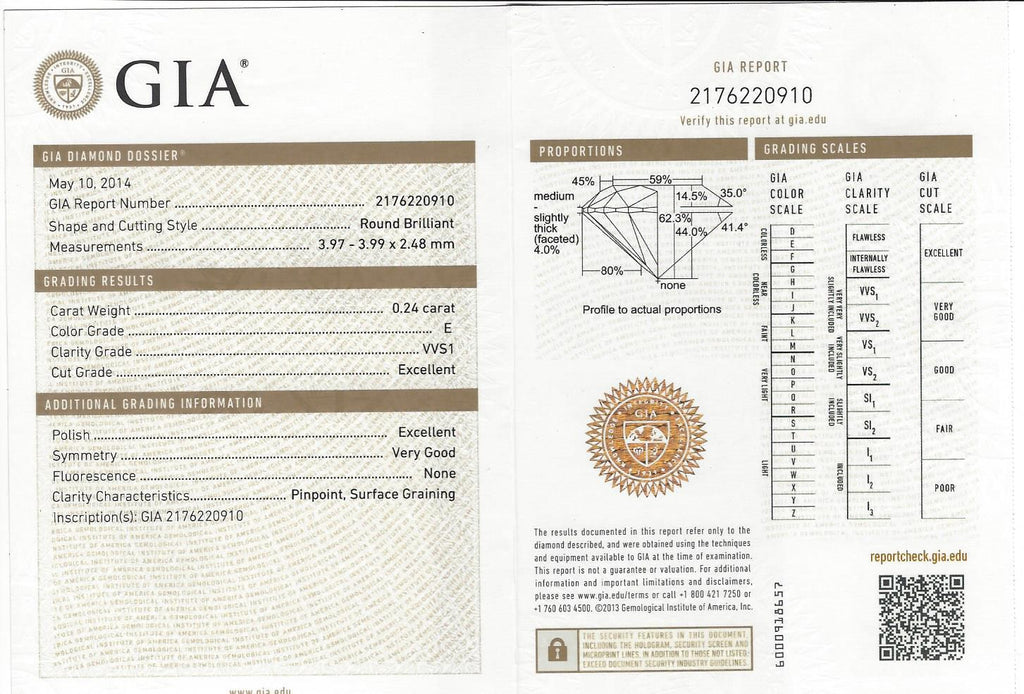 GIA®
GIA DIAMOND DOSSIER®
May 10, 2014
GIA Report Number 2176220910
Shape and Cutting Style Round Brilliant
Measurements 3.97 - 3.99 x 2.48 mm
GRADING RESULTS
Carat Weight 0.24 carat
Color Grade E
Clarity Grade VVS1
Cut Grade Excellent
ADDITIONAL GRADING INFORMATION
Polish Excellent
Symmetry Very Good
Fluorescence None
Clarity Characteristics Pinpoint, Surface Graining
Inscription(s): GIA 2176220910
www.gia.edu
GIA REPORT
2176220910
Verify this report at gia.edu
PROPORTIONS
45%
59%
medium
-
slightly
thick
(faceted)
4.0%
14.5%
35.0°
62.3%
44.0%
41.4°
80%
none
Profile to actual proportions
GIA
The results documented in this report refer only to the
diamond described, and were obtained using the techniques
and equipment available to GIA at the time of examination.
This report is not a guarantee or valuation. For additional
information and important limitations and disclaimers,
please see www.gia.edu/terms or call +1 800 421 7250 or
+1 760 603 4500. ©2013 Gemological Institute of America, Inc.
THE SECURITY FEATURES IN THIS DOCUMENT,
INCLUDING THE HOLOGRAM, SECURITY SCREEN AND
MICROPRINT LINES, IN ADDITION TO THOSE NOT LISTED,
EXCEED DOCUMENT SECURITY INDUSTRY GUIDELINES.
GRADING SCALES
GIA
COLOR
SCALE
COLORLESS
D
E
F
NEAR
COLORLESS
G
H
I
J
FAINT
K
L
M
VERY LIGHT
N
O
P
Q
R
LIGHT
S
T
U
V
W
X
Y
Z
GIA
CLARITY
SCALE
FLAWLESS
INTERNALLY
FLAWLESS
VERY VERY
SLIGHTLY INCLUDED
VVS1
VVS2
VERY SLIGHTLY
INCLUDED
VS1
VS2
SLIGHTLY
INCLUDED
SI1
SI2
INCLUDED
I1
I2
I3
GIA
CUT
SCALE
EXCELLENT
VERY
GOOD
GOOD
FAIR
POOR
reportcheck.gia.edu